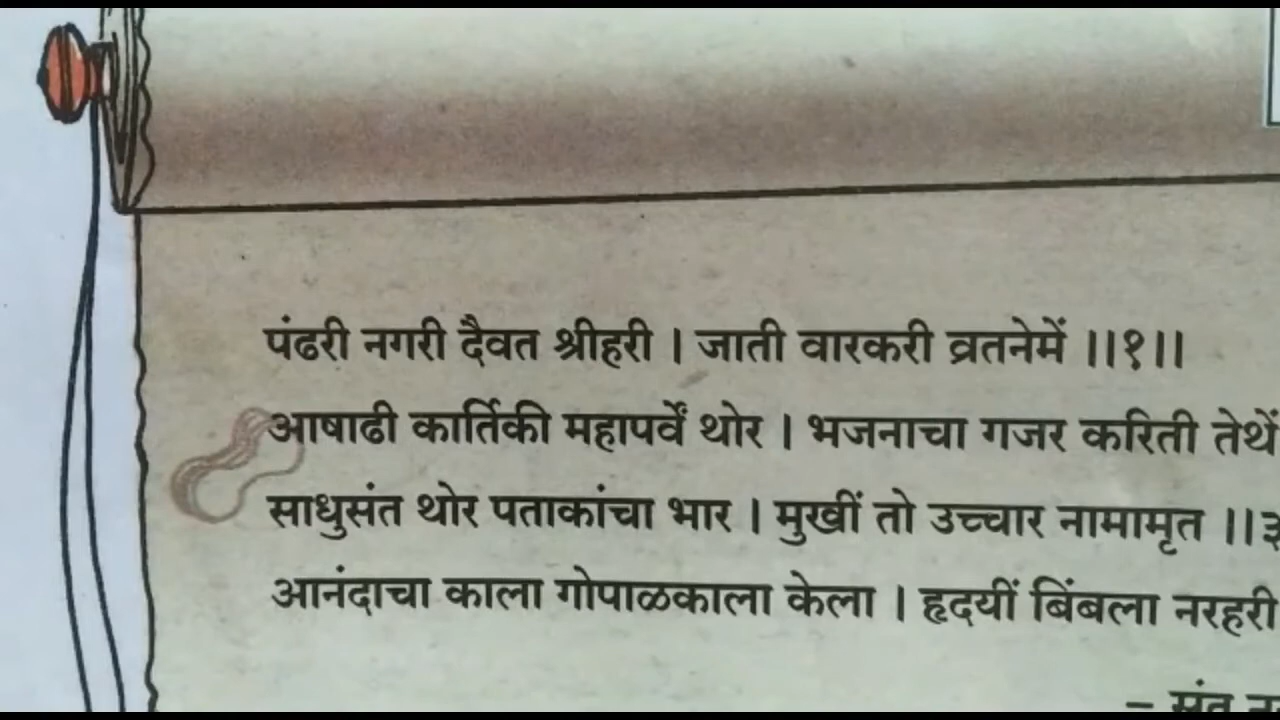 पंढरी नगरी दैवत श्रीहरी । जाती वारकरी व्रतनेमें ।।१।।
आषाढी कार्तिकी महापर्वें थोर । भजनाचा गजर करिती तेथें
साधुसंत थोर पताकांचा भार । मुखीं तो उच्चार नामामृत ।।३
आनंदाचा काला गोपाळकाला केला । हृदयीं बिंबला नरहरी
– संत